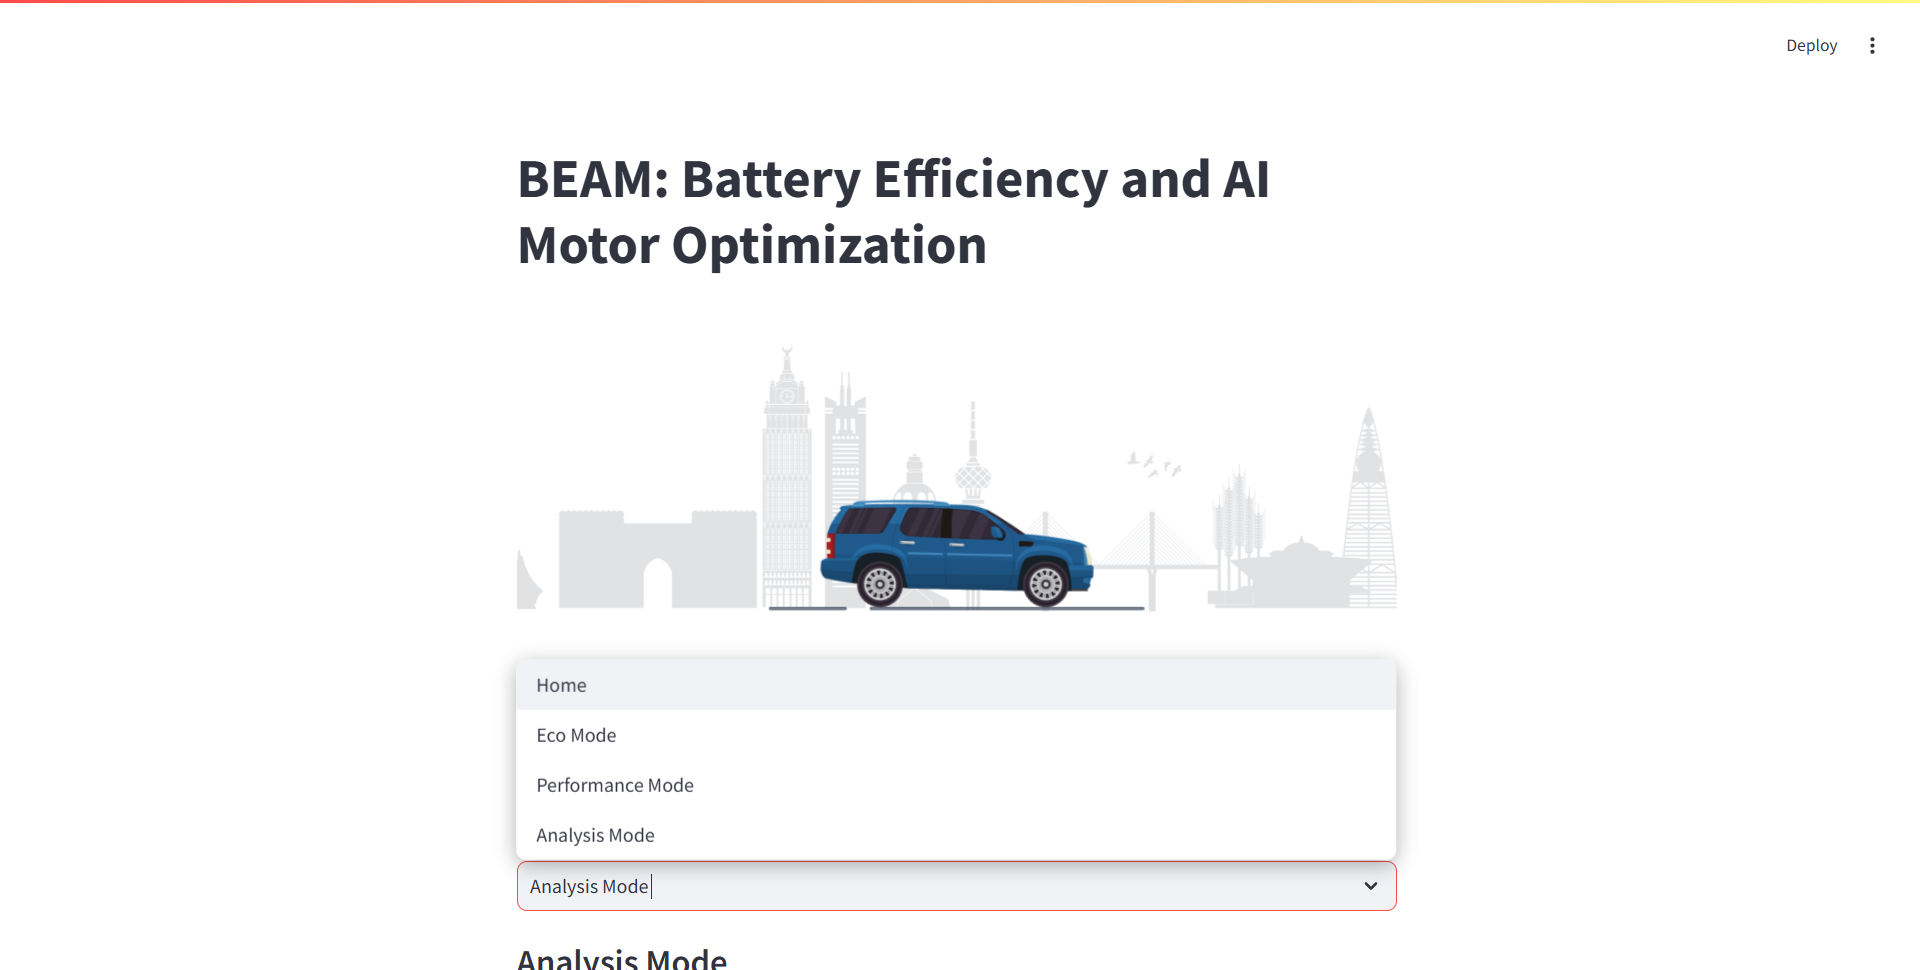 Deploy
BEAM: Battery Efficiency and AI
Motor Optimization
Home
Eco Mode
Performance Mode
Analysis Mode
Analysis Mode
Analysis Mode